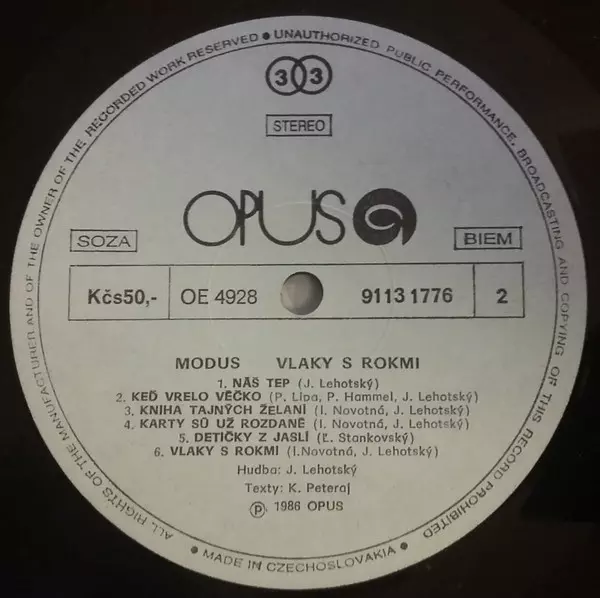 ALL RIGHTS OF THE MANUFACTURER AND OF THE OWNER OF THE RECORDED WORK RESERVED • UNAUTHORIZED PUBLIC PERFORMANCE, BROADCASTING AND COPYING OF THIS RECORD PROHIBITED
33
STEREO
OPUS
SOZA
BIEM
Kčs50,- OE 4928 9113 1776 2
MODUS VLAKY S ROKMI
1. NÁŠ TEP (J. Lehotský)
2. KEĎ VRELO VĚČKO (P. Lipa, P. Hammel, J. Lehotský)
3. KNIHA TAJNÝCH ŽELANÍ (I. Novotná, J. Lehotský)
4. KARTY SŮ UŽ ROZDANÉ (I. Novotná, J. Lehotský)
5. DETIČKY Z JASLÍ (Ľ. Stankovský)
6. VLAKY S ROKMI (I.Novotná, J. Lehotský)
Hudba: J. Lehotský
Texty: K. Peteraj
Ⓟ 1986 OPUS
• MADE IN CZECHOSLOVAKIA •